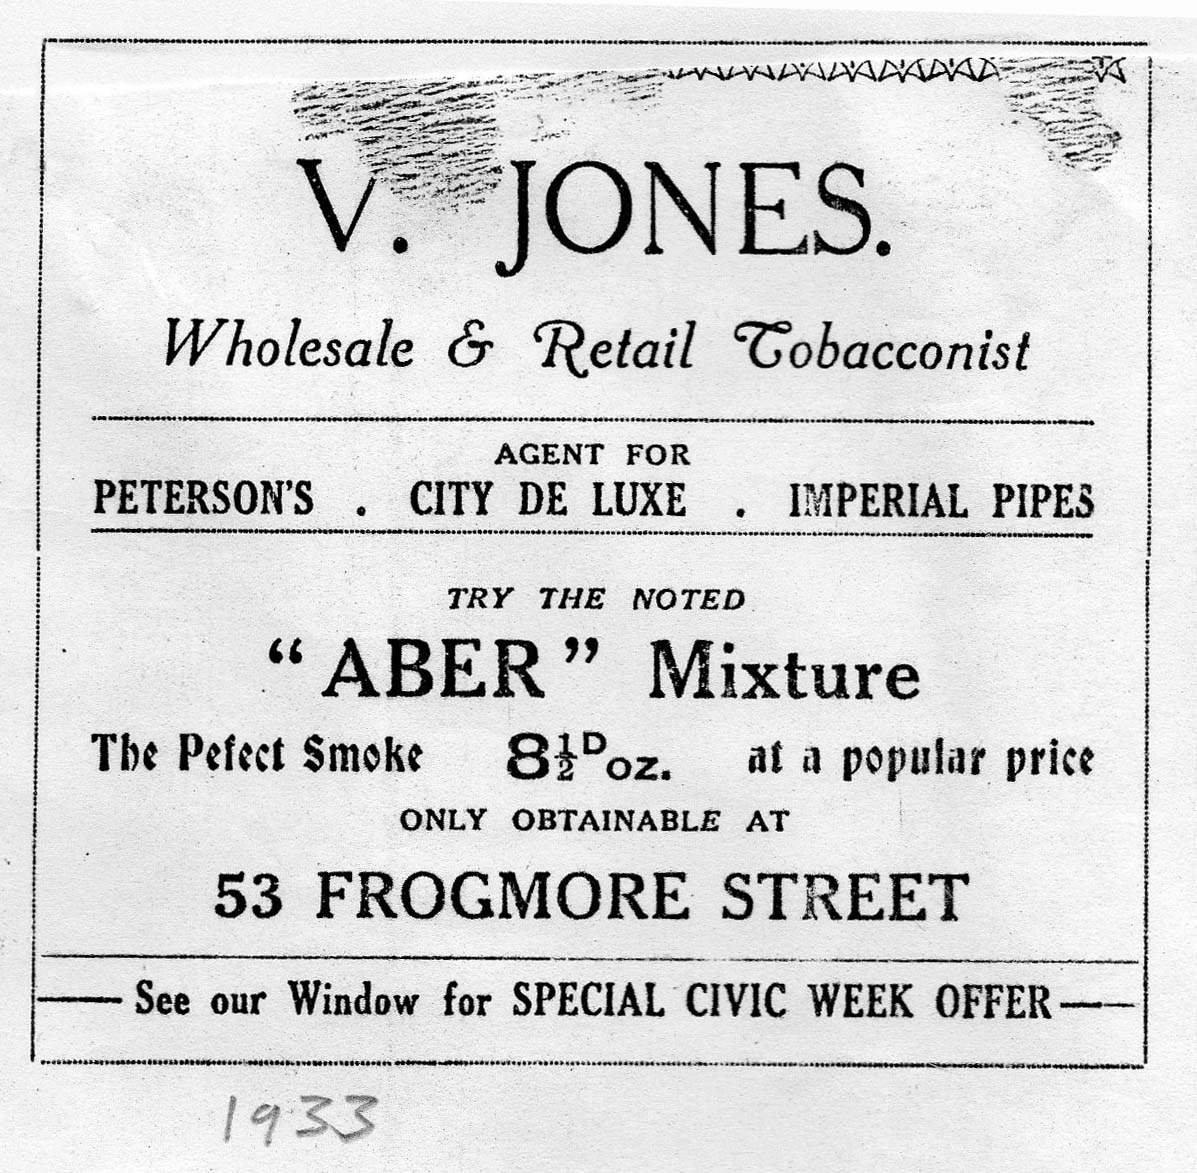 V. JONES.
Wholesale & Retail Tobacconist
AGENT FOR
PETERSON'S . CITY DE LUXE . IMPERIAL PIPES
TRY THE NOTED
"ABER" Mixture
The Pefect Smoke 8½D oz. at a popular price
ONLY OBTAINABLE AT
53 FROGMORE STREET
See our Window for SPECIAL CIVIC WEEK OFFER
1933